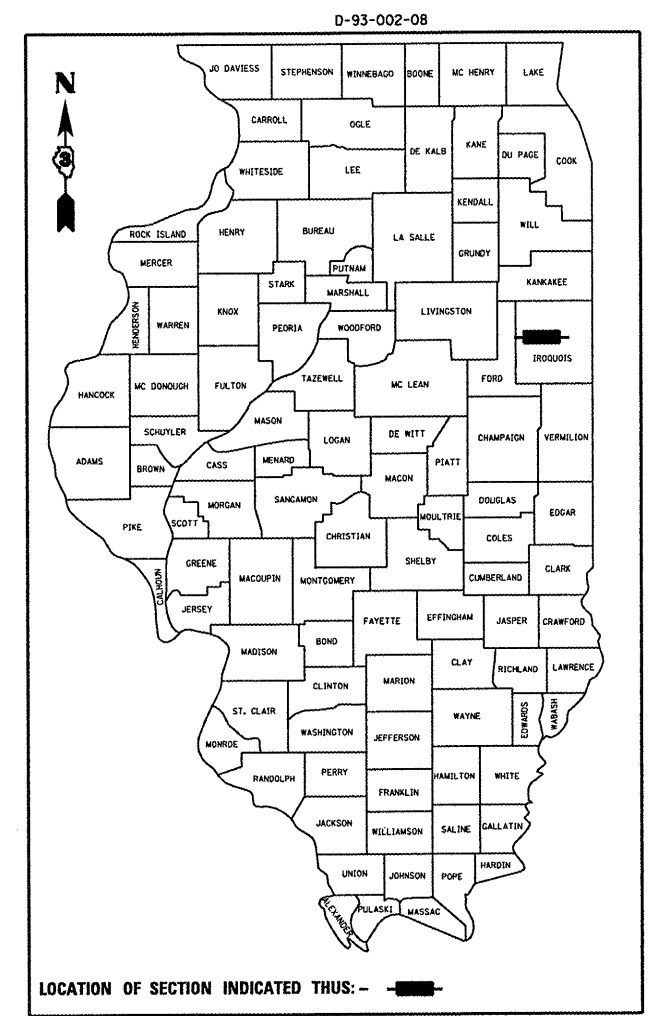 D-93-002-08
JO DAVIESS
STEPHENSON
WINNEBAGO
BOONE
MC HENRY
LAKE
N
CARROLL
OGLE
DE KALB
KANE
DU PAGE
COOK
3
WHITESIDE
LEE
KENDALL
WILL
ROCK ISLAND
HENRY
BUREAU
LA SALLE
GRUNDY
MERCER
PUTNAM
STARK
MARSHALL
KANKAKEE
HENDERSON
WARREN
KNOX
PEORIA
WOODFORD
LIVINGSTON
IROQUOIS
HANCOCK
MC DONOUGH
FULTON
TAZEWELL
MC LEAN
FORD
SCHUYLER
MASON
LOGAN
DE WITT
CHAMPAIGN
VERMILION
ADAMS
BROWN
CASS
MENARD
MACON
PIATT
PIKE
SCOTT
MORGAN
SANGAMON
CHRISTIAN
MOULTRIE
DOUGLAS
EDGAR
COLES
CALHOUN
GREENE
MACOUPIN
MONTGOMERY
SHELBY
CUMBERLAND
CLARK
JERSEY
FAYETTE
EFFINGHAM
JASPER
CRAWFORD
MADISON
BOND
CLAY
RICHLAND
LAWRENCE
CLINTON
MARION
ST. CLAIR
WAYNE
EDWARDS
WABASH
MONROE
WASHINGTON
JEFFERSON
RANDOLPH
PERRY
FRANKLIN
HAMILTON
WHITE
JACKSON
WILLIAMSON
SALINE
GALLATIN
UNION
JOHNSON
POPE
HARDIN
ALEXANDER
PULASKI
MASSAC
LOCATION OF SECTION INDICATED THUS: -